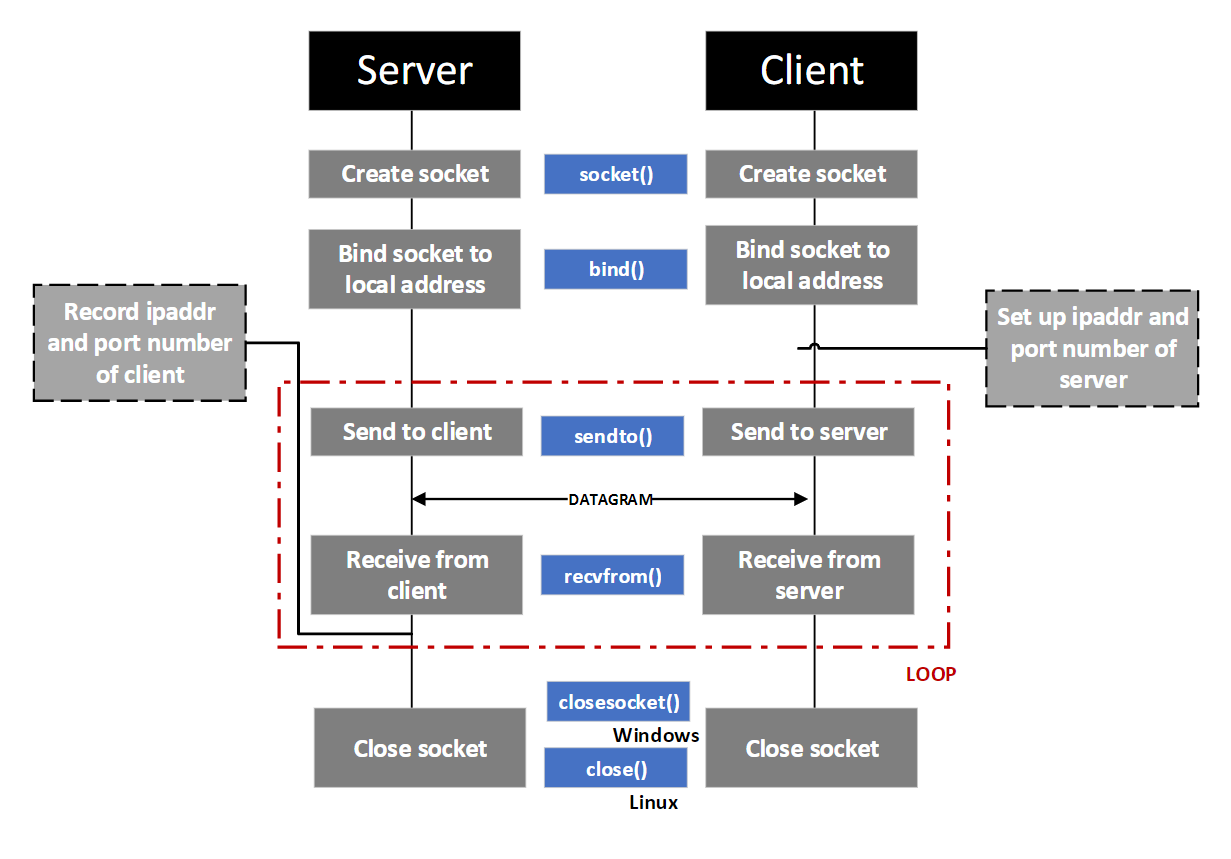 Server
Client
Create socket
socket()
Create socket
Bind socket to
local address
bind()
Bind socket to
local address
Record ipaddr
and port number
of client
Set up ipaddr and
port number of
server
Send to client
sendto()
Send to server
DATAGRAM
Receive from
client
recvfrom()
Receive from
server
LOOP
closesocket()
Windows
Close socket
close()
Linux
Close socket